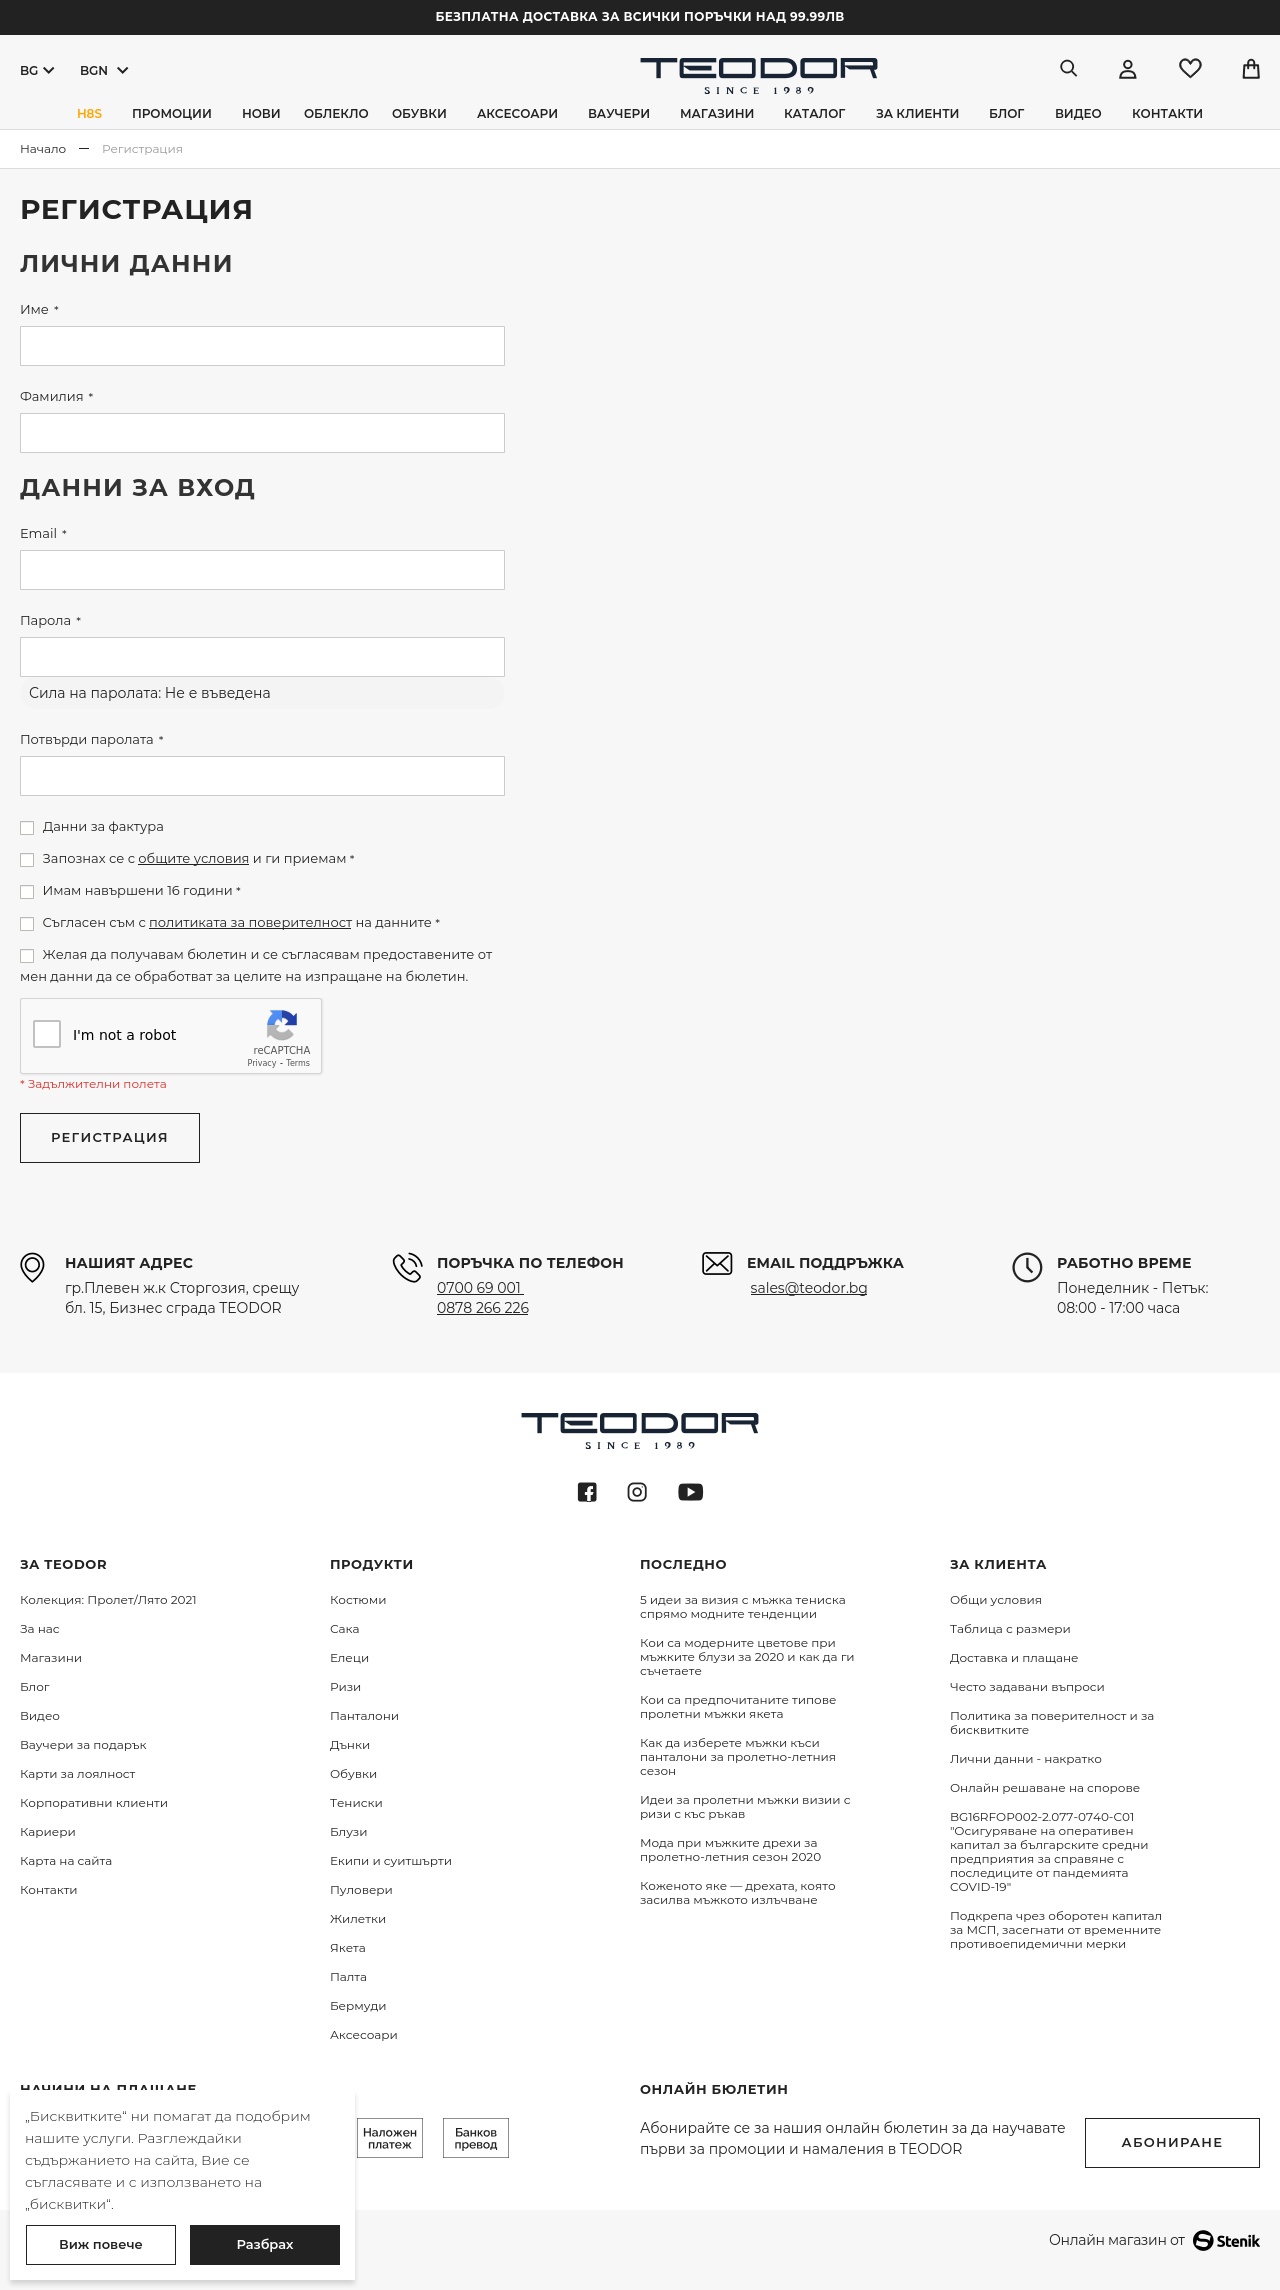 БЕЗПЛАТНА ДОСТАВКА ЗА ВСИЧКИ ПОРЪЧКИ НАД 99.99ЛВ
BG BGN
TEODOR
SINCE 1989
H8S ПРОМОЦИИ НОВИ ОБЛЕКЛО ОБУВКИ АКСЕСОАРИ ВАУЧЕРИ МАГАЗИНИ КАТАЛОГ ЗА КЛИЕНТИ БЛОГ ВИДЕО КОНТАКТИ
Начало — Регистрация
РЕГИСТРАЦИЯ
ЛИЧНИ ДАННИ
Име *
Фамилия *
ДАННИ ЗА ВХОД
Email *
Парола *
Сила на паролата: Не е въведена
Потвърди паролата *
Данни за фактура
Запознах се с общите условия и ги приемам *
Имам навършени 16 години *
Съгласен съм с политиката за поверителност на данните *
Желая да получавам бюлетин и се съгласявам предоставените от
мен данни да се обработват за целите на изпращане на бюлетин.
I'm not a robot
reCAPTCHA
Privacy - Terms
* Задължителни полета
РЕГИСТРАЦИЯ
НАШИЯТ АДРЕС
гр.Плевен ж.к Сторгозия, срещу
бл. 15, Бизнес сграда TEODOR
ПОРЪЧКА ПО ТЕЛЕФОН
0700 69 001
0878 266 226
EMAIL ПОДДРЪЖКА
sales@teodor.bg
РАБОТНО ВРЕМЕ
Понеделник - Петък:
08:00 - 17:00 часа
TEODOR
SINCE 1989
ЗА TEODOR
Колекция: Пролет/Лято 2021
За нас
Магазини
Блог
Видео
Ваучери за подарък
Карти за лоялност
Корпоративни клиенти
Кариери
Карта на сайта
Контакти
ПРОДУКТИ
Костюми
Сака
Елеци
Ризи
Панталони
Дънки
Обувки
Тениски
Блузи
Екипи и суитшърти
Пуловери
Жилетки
Якета
Палта
Бермуди
Аксесоари
ПОСЛЕДНО
5 идеи за визия с мъжка тениска
спрямо модните тенденции
Кои са модерните цветове при
мъжките блузи за 2020 и как да ги
съчетаете
Кои са предпочитаните типове
пролетни мъжки якета
Как да изберете мъжки къси
панталони за пролетно-летния
сезон
Идеи за пролетни мъжки визии с
ризи с къс ръкав
Мода при мъжките дрехи за
пролетно-летния сезон 2020
Коженото яке — дрехата, която
засилва мъжкото излъчване
ЗА КЛИЕНТА
Общи условия
Таблица с размери
Доставка и плащане
Често задавани въпроси
Политика за поверителност и за
бисквитките
Лични данни - накратко
Онлайн решаване на спорове
BG16RFOP002-2.077-0740-C01
"Осигуряване на оперативен
капитал за българските средни
предприятия за справяне с
последиците от пандемията
COVID-19"
Подкрепа чрез оборотен капитал
за МСП, засегнати от временните
противоепидемични мерки
НАЧИНИ НА ПЛАЩАНЕ
Наложен
платеж
Банков
превод
ОНЛАЙН БЮЛЕТИН
Абонирайте се за нашия онлайн бюлетин за да научавате
първи за промоции и намаления в TEODOR
АБОНИРАНЕ
„Бисквитките“ ни помагат да подобрим
нашите услуги. Разглеждайки
съдържанието на сайта, Вие се
съгласявате и с използването на
„бисквитки“.
Виж повече
Разбрах
Онлайн магазин от Stenik